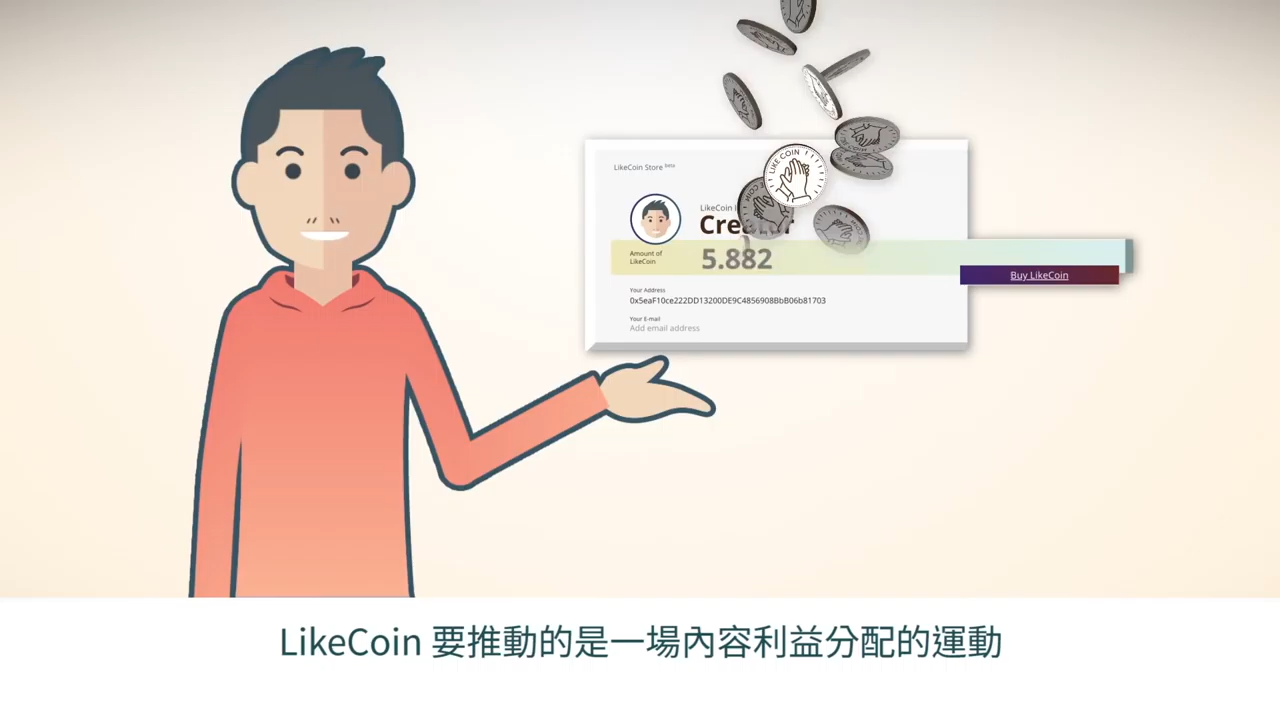 LikeCoin Store beta
LikeCoin I
Amount of
LikeCoin
5.882
Buy LikeCoin
Your Address
0x5eaF10ce222DD13200DE9C4856908BbB06b81703
Your E-mail
Add email address
LIKE COIN
LikeCoin 要推動的是一場內容利益分配的運動